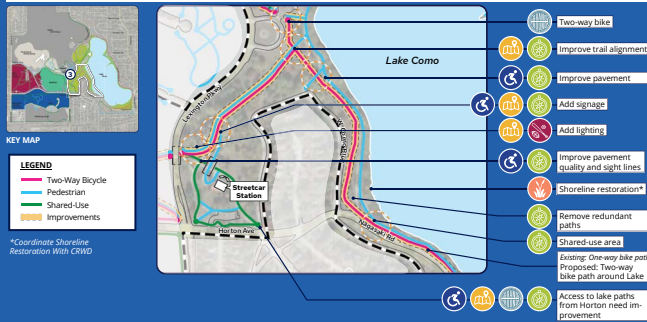 KEY MAP
3
LEGEND
Two-Way Bicycle
Pedestrian
Shared-Use
Improvements
*Coordinate Shoreline
Restoration With CRWD
Lake Como
Lexington Pkwy
Streetcar
Station
Horton Ave
Nagasaki Rd
Two-way bike
Improve trail alignment
Improve pavement
Add signage
Add lighting
Improve pavement
quality and sight lines
Shoreline restoration*
Remove redundant
paths
Shared-use area
Existing: One-way bike path
Proposed: Two-way
bike path around Lake
Access to lake paths
from Horton need im-
provement